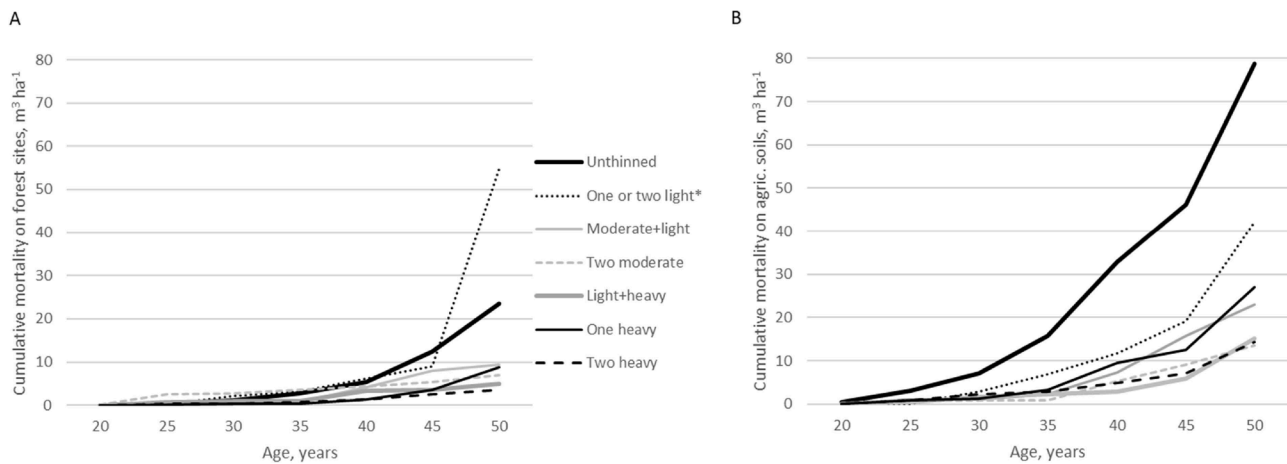 A
Cumulative mortality on forest sites, m³ ha⁻¹
80
70
60
50
40
30
20
10
0
20 25 30 35 40 45 50
Age, years
Unthinned
One or two light*
Moderate+light
Two moderate
Light+heavy
One heavy
Two heavy
B
Cumulative mortality on agric. soils, m³ ha⁻¹
80
70
60
50
40
30
20
10
0
20 25 30 35 40 45 50
Age, years